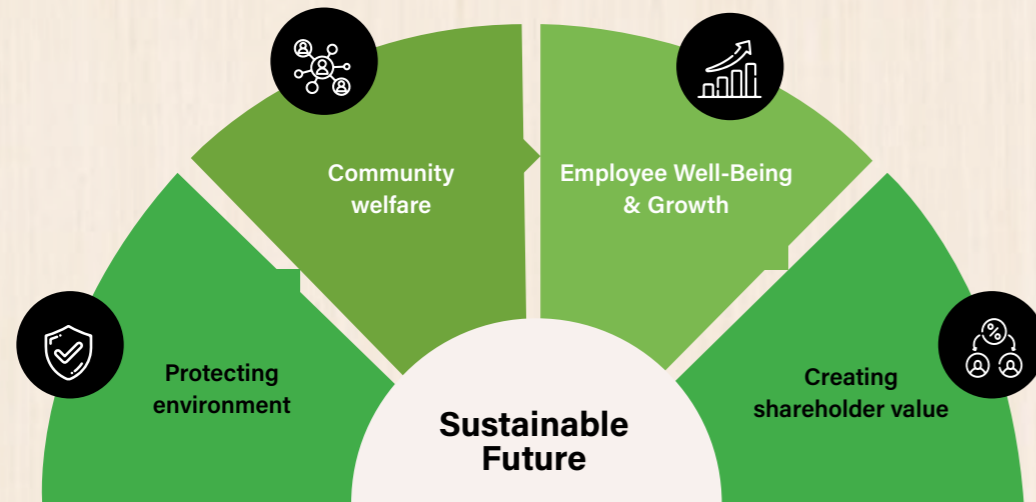 Community
welfare
Employee Well-Being
& Growth
Protecting
environment
Creating
shareholder value
%
Sustainable
Future